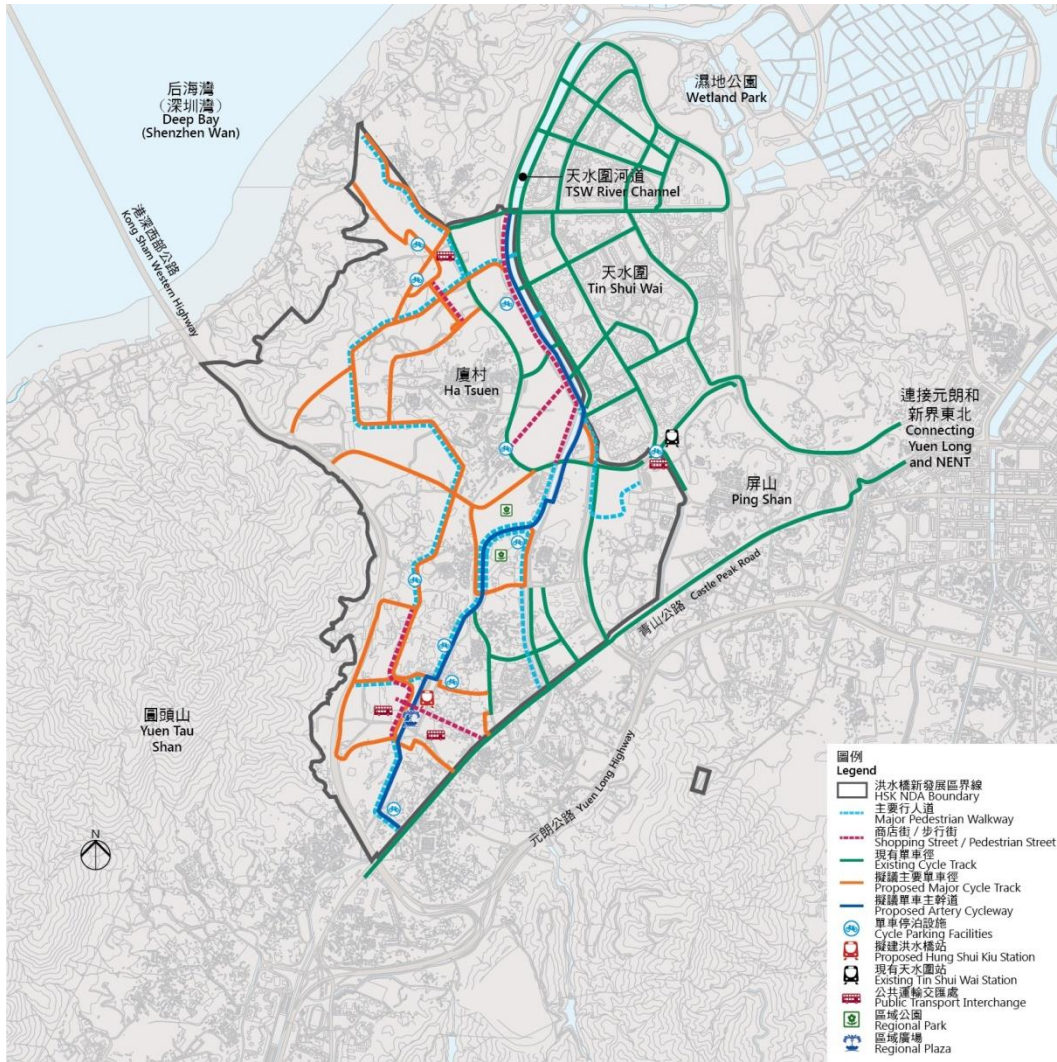 后海灣
（深圳灣）
Deep Bay
(Shenzhen Wan)
濕地公園
Wetland Park
天水圍河道
TSW River Channel
港深西部公路
Kong Sham Western Highway
天水圍
Tin Shui Wai
廈村
Ha Tsuen
連接元朗和
新界東北
Connecting
Yuen Long
and NENT
屏山
Ping Shan
青山公路 Castle Peak Road
圓頭山
Yuen Tau
Shan
元朗公路 Yuen Long Highway
N
圖例
Legend
洪水橋新發展區界線
HSK NDA Boundary
主要行人道
Major Pedestrian Walkway
商店街 / 步行街
Shopping Street / Pedestrian Street
現有單車徑
Existing Cycle Track
擬議主要單車徑
Proposed Major Cycle Track
擬議單車主幹道
Proposed Artery Cycleway
單車停泊設施
Cycle Parking Facilities
擬建洪水橋站
Proposed Hung Shui Kiu Station
現有天水圍站
Existing Tin Shui Wai Station
公共運輸交匯處
Public Transport Interchange
區域公園
Regional Park
區域廣場
Regional Plaza